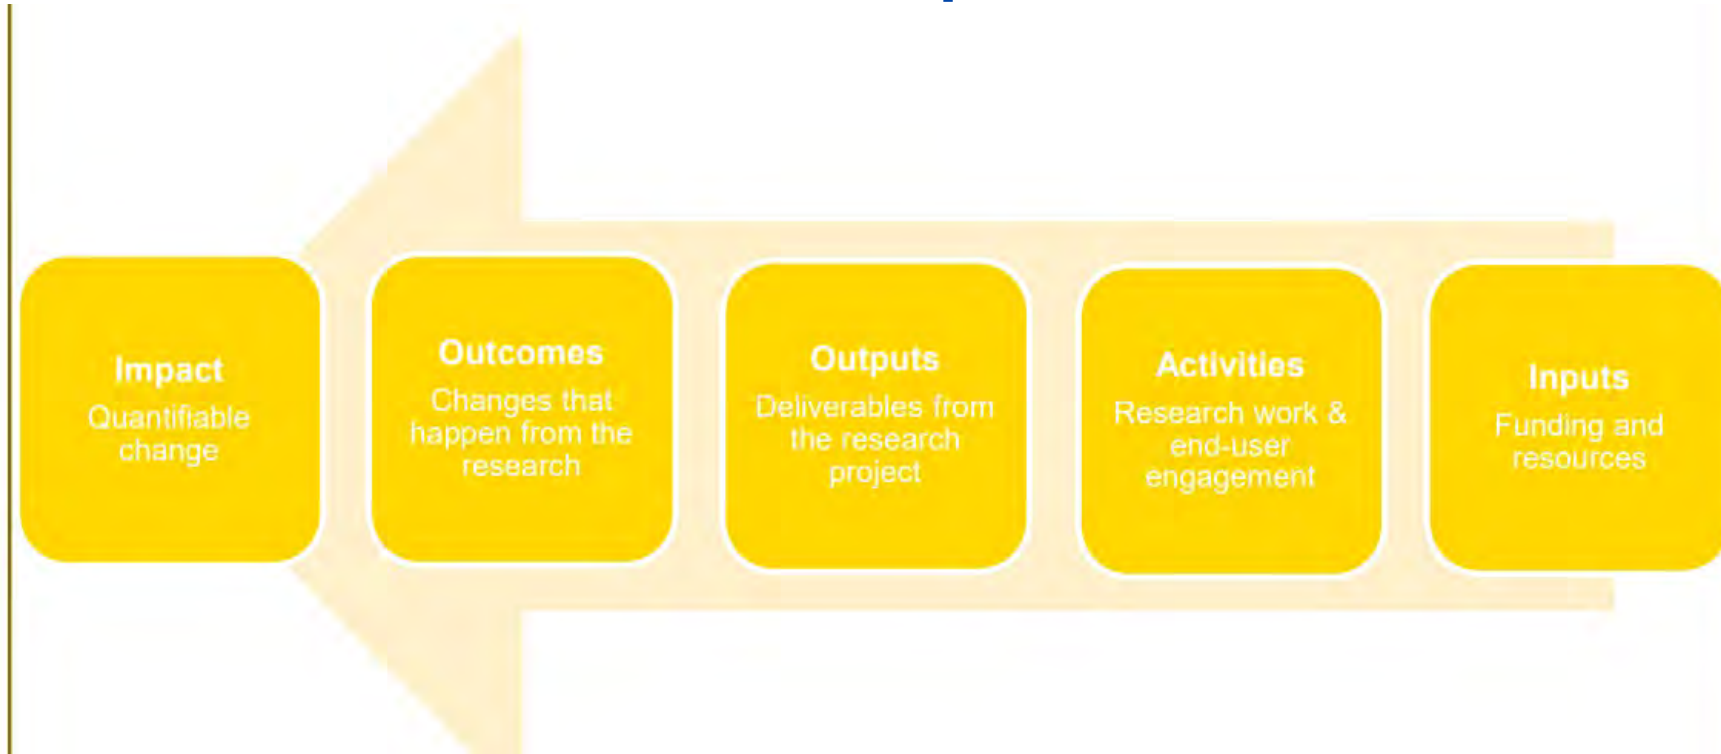 Impact
Quantifiable
change
Outcomes
Changes that
happen from the
research
Outputs
Deliverables from
the research
project
Activities
Research work &
end-user
engagement
Inputs
Funding and
resources